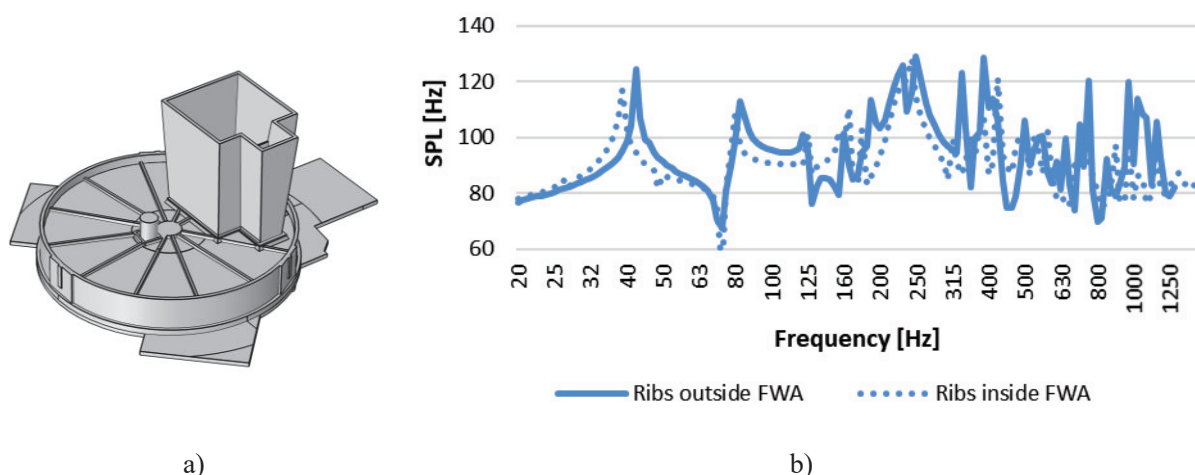 140
120
100
80
60
SPL [Hz]
20 25 32 40 50 63 80 100 125 160 200 250 315 400 500 630 800 1000 1250
Frequency [Hz]
Ribs outside FWA Ribs inside FWA
a) b)